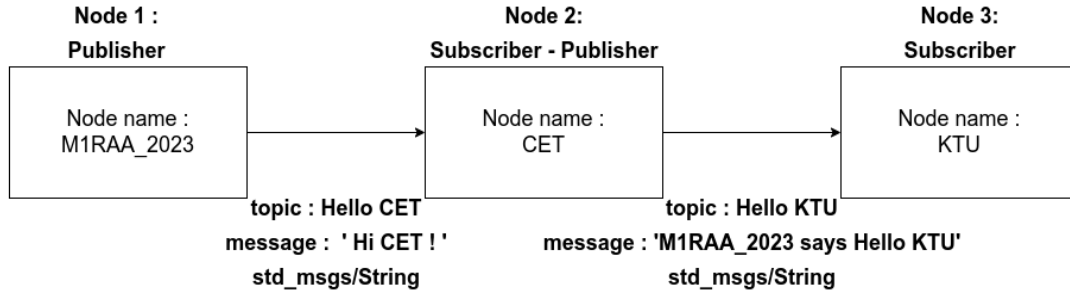 Node 1 :
Publisher
Node name :
M1RAA_2023
Node 2:
Subscriber - Publisher
Node name :
CET
Node 3:
Subscriber
Node name :
KTU
topic : Hello CET
message :  ' Hi CET ! '
std_msgs/String
topic : Hello KTU
message : 'M1RAA_2023 says Hello KTU'
std_msgs/String